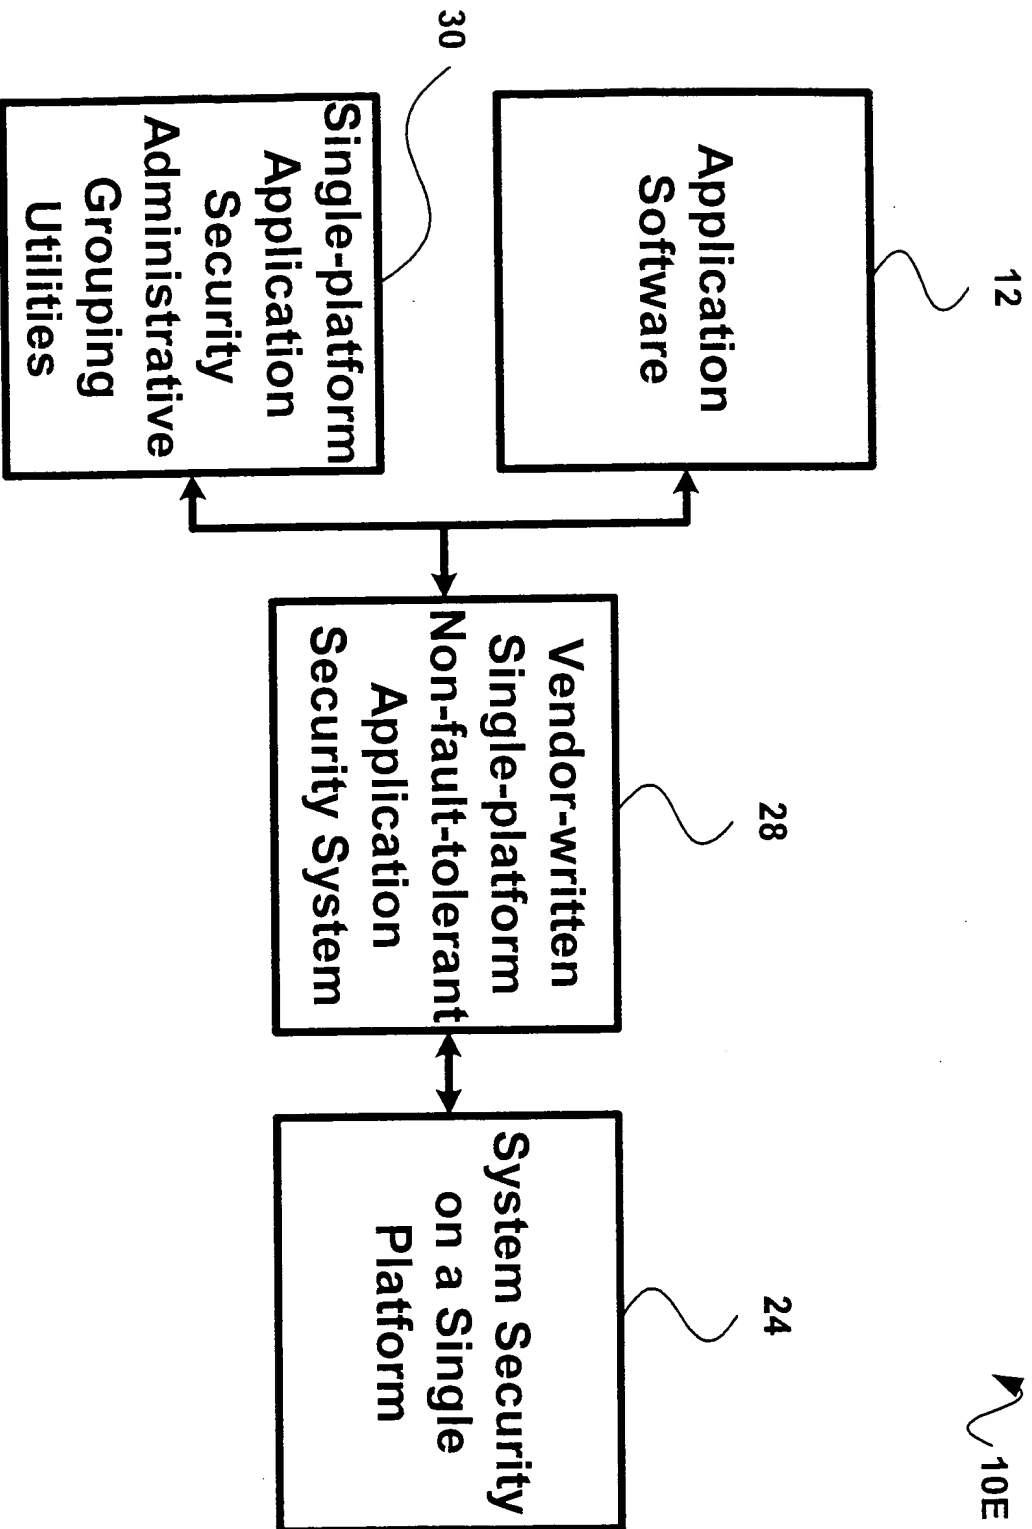 10E
12
Application
Software
28
Vendor-written
Single-platform
Non-fault-tolerant
Application
Security System
24
System Security
on a Single
Platform
30
Single-platform
Application
Security
Administrative
Grouping
Utilities